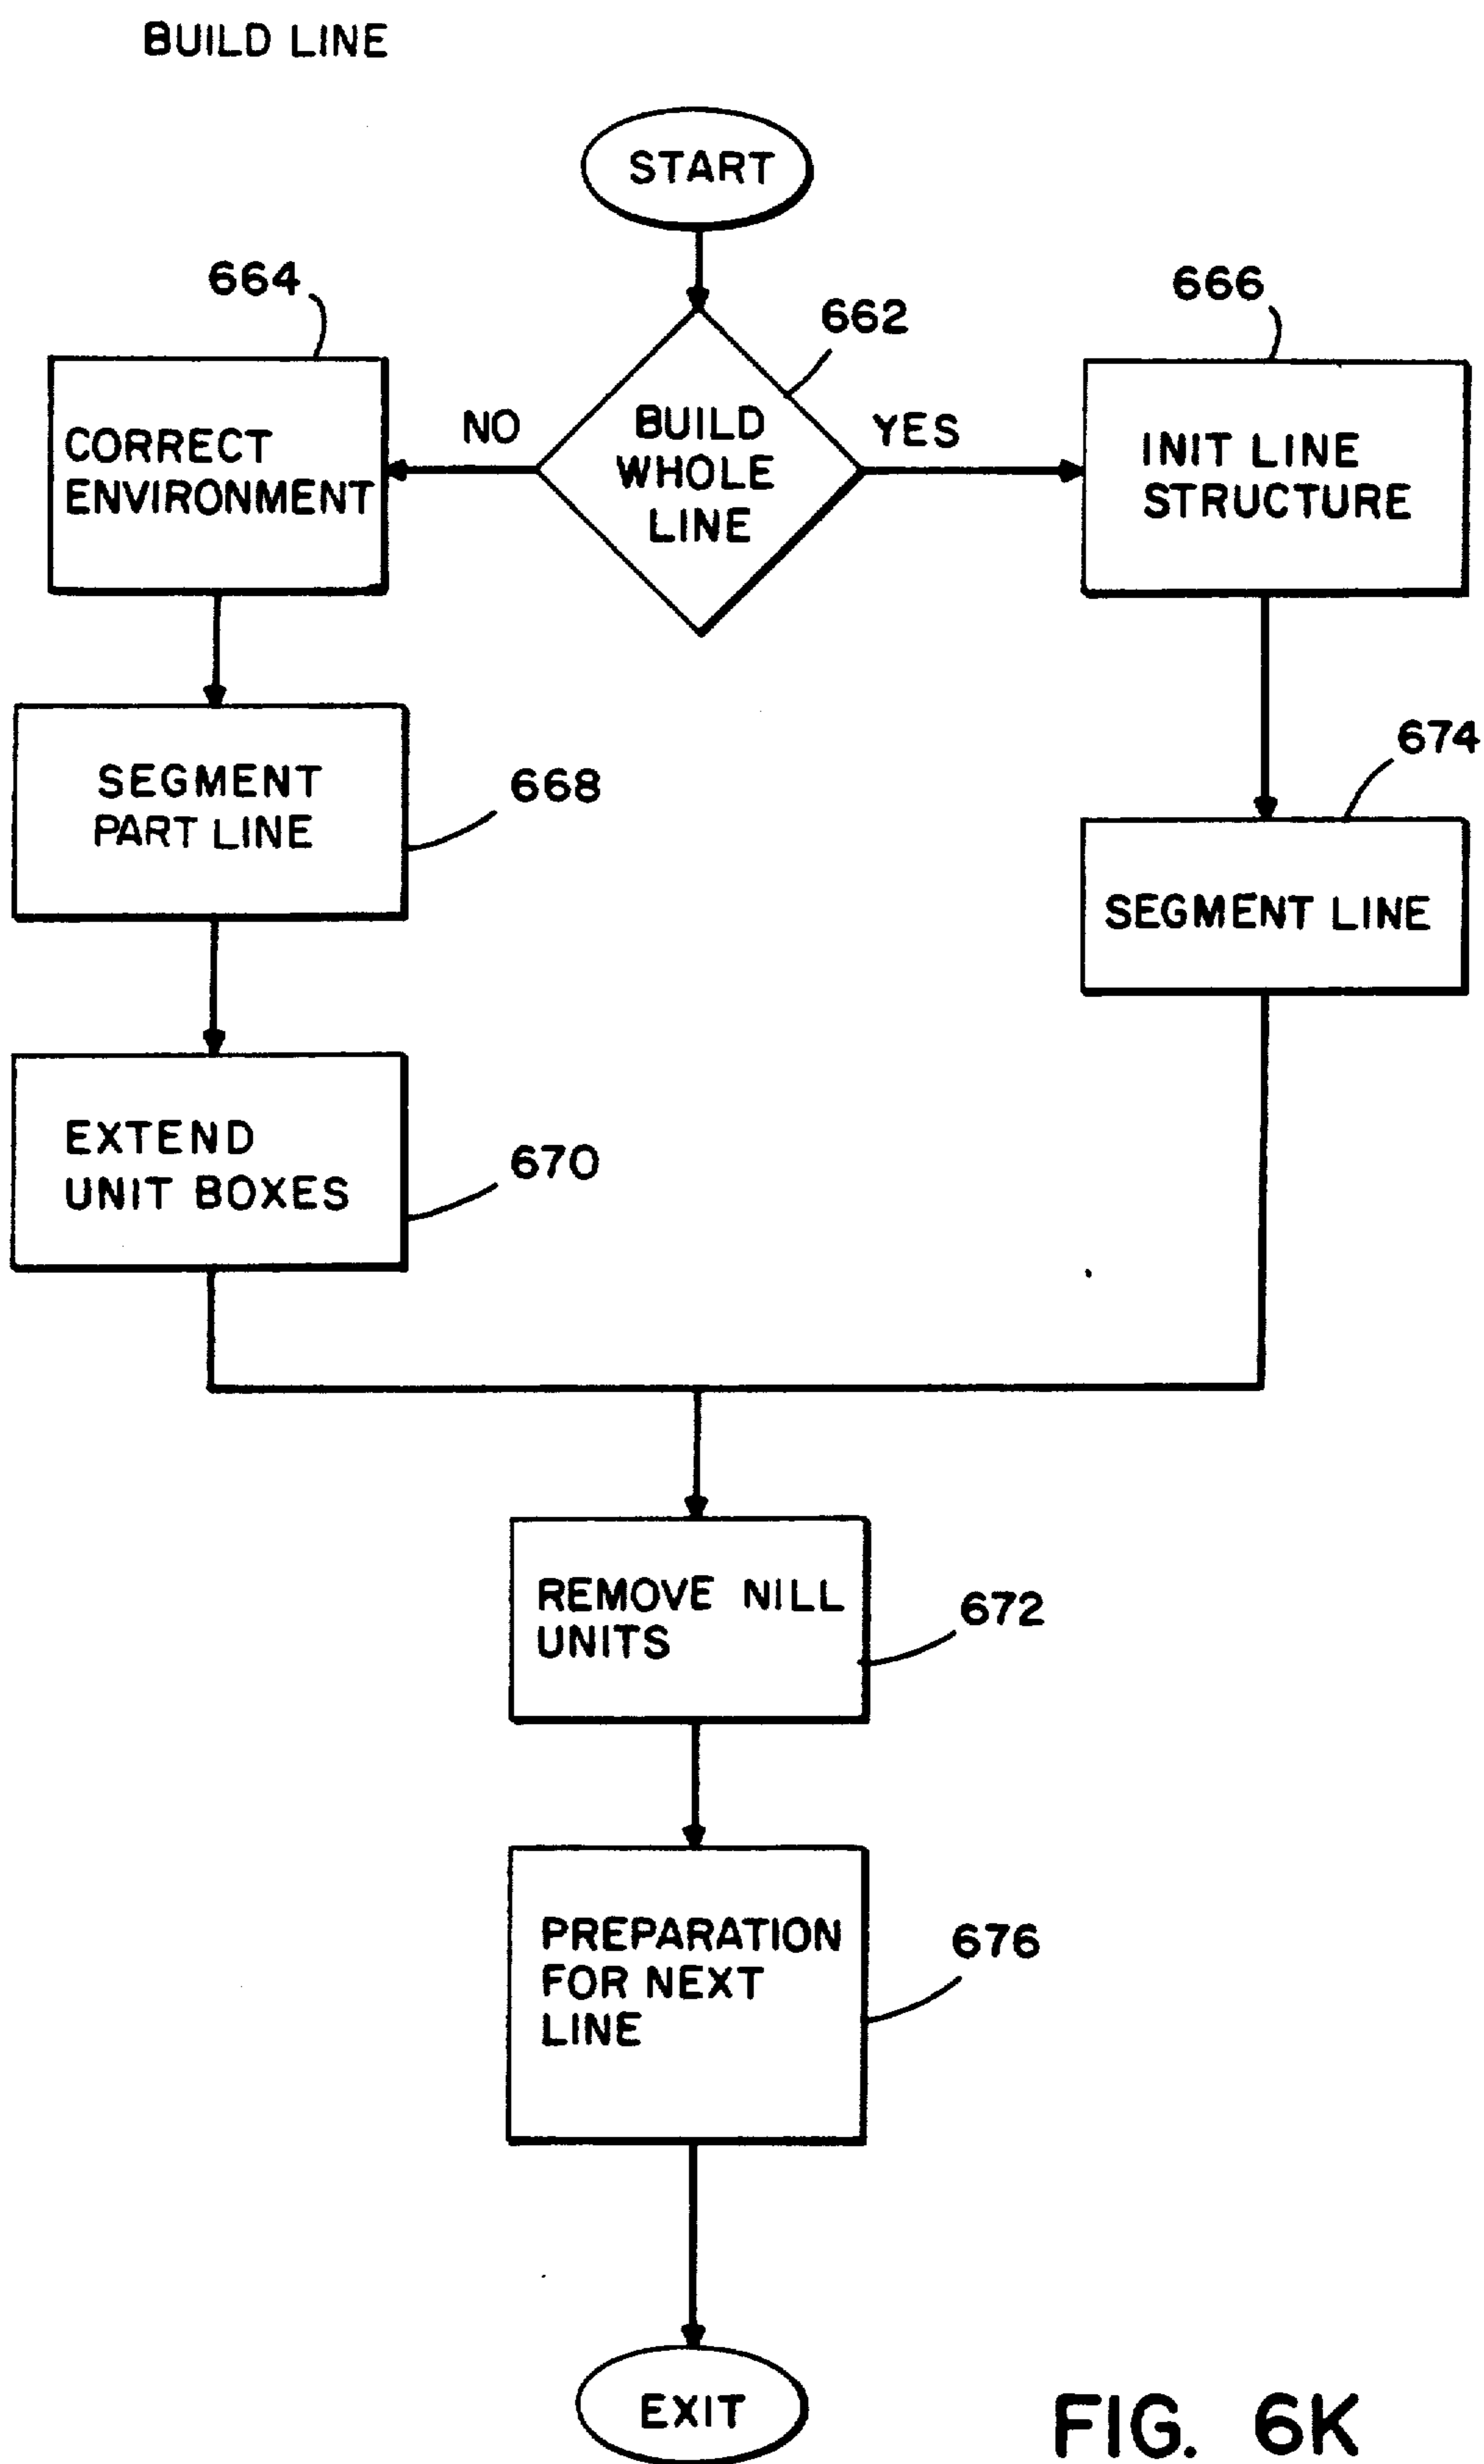 BUILD LINE
START
664
662
666
CORRECT
ENVIRONMENT
NO
BUILD
WHOLE
LINE
YES
INIT LINE
STRUCTURE
SEGMENT
PART LINE
668
674
SEGMENT LINE
EXTEND
UNIT BOXES
670
REMOVE NILL
UNITS
672
PREPARATION
FOR NEXT
LINE
676
EXIT
FIG. 6K